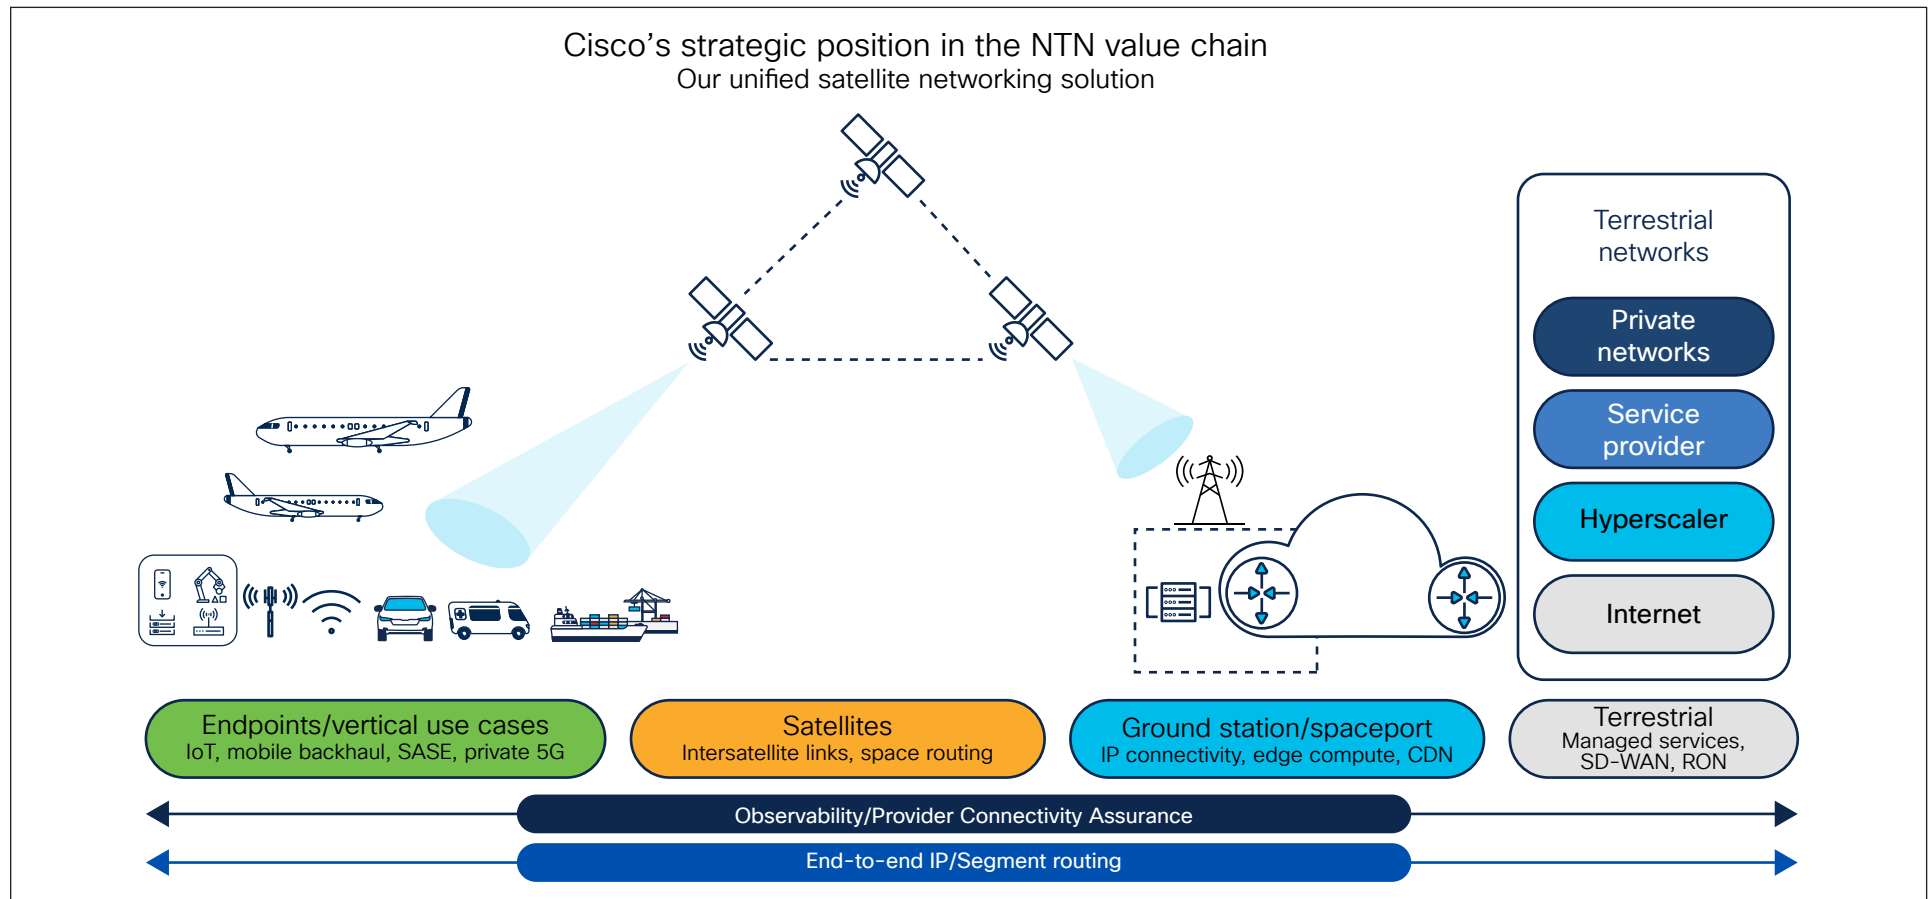 Cisco's strategic position in the NTN value chain
Our unified satellite networking solution
Terrestrial
networks
Private
networks
Service
provider
Hyperscaler
Internet
Endpoints/vertical use cases
IoT, mobile backhaul, SASE, private 5G
Satellites
Intersatellite links, space routing
Ground station/spaceport
IP connectivity, edge compute, CDN
Terrestrial
Managed services,
SD-WAN, RON
Observability/Provider Connectivity Assurance
End-to-end IP/Segment routing